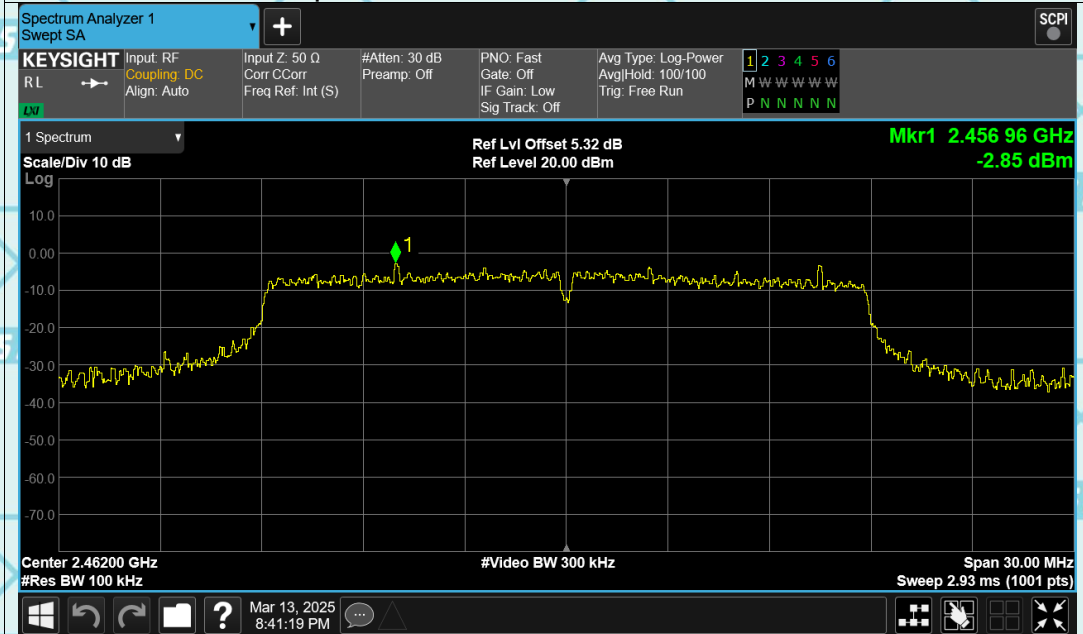 Spectrum Analyzer 1
Swept SA
+
SCPI
KEYSIGHT
RL
LXI
Input: RF
Coupling: DC
Align: Auto
Input Z: 50 Ω
Corr CCorr
Freq Ref: Int (S)
#Atten: 30 dB
Preamp: Off
PNO: Fast
Gate: Off
IF Gain: Low
Sig Track: Off
Avg Type: Log-Power
Avg|Hold: 100/100
Trig: Free Run
1 2 3 4 5 6
M W W W W W
P N N N N N
1 Spectrum
Scale/Div 10 dB
Log
Ref Lvl Offset 5.32 dB
Ref Level 20.00 dBm
Mkr1 2.456 96 GHz
-2.85 dBm
10.0
0.00
-10.0
-20.0
-30.0
-40.0
-50.0
-60.0
-70.0
1
Center 2.46200 GHz
#Res BW 100 kHz
#Video BW 300 kHz
Span 30.00 MHz
Sweep 2.93 ms (1001 pts)
?
Mar 13, 2025
8:41:19 PM